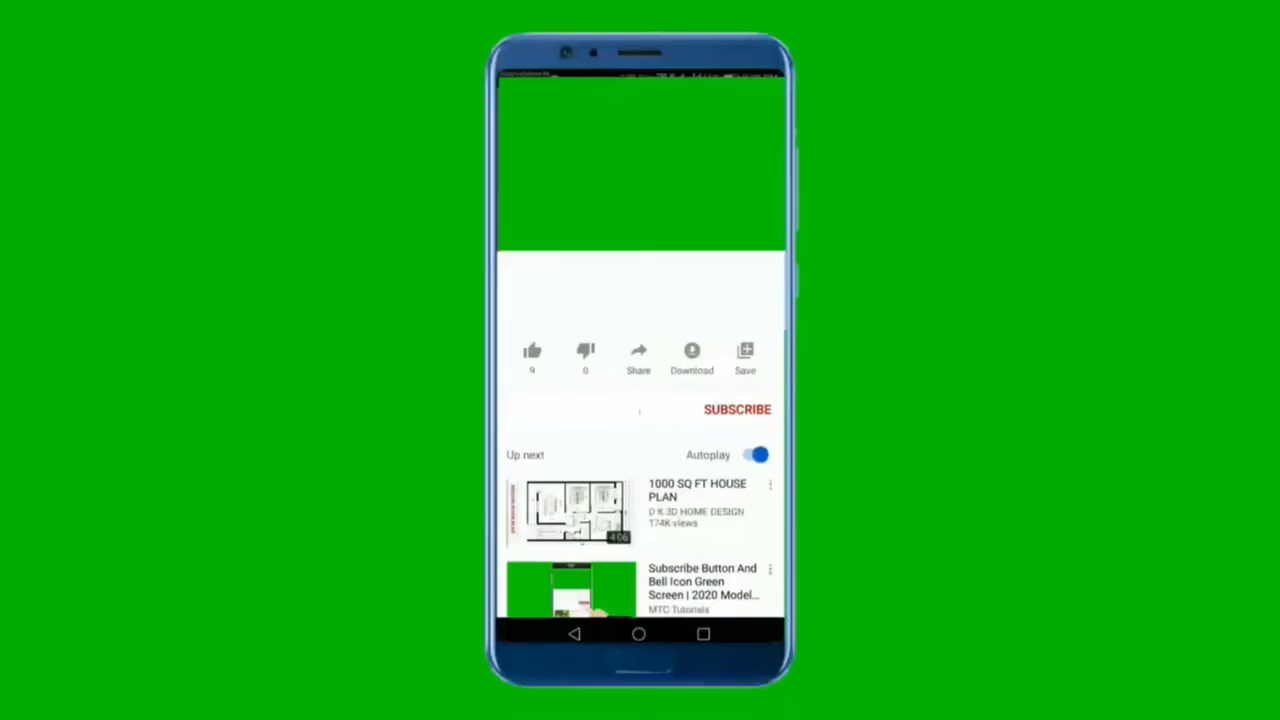 9
0
Share
Download
Save
SUBSCRIBE
Up next
Autoplay
1000 SQ FT HOUSE
PLAN
D K 3D HOME DESIGN
174K views
4:06
Subscribe Button And
Bell Icon Green
Screen | 2020 Model...
MTC Tutorials